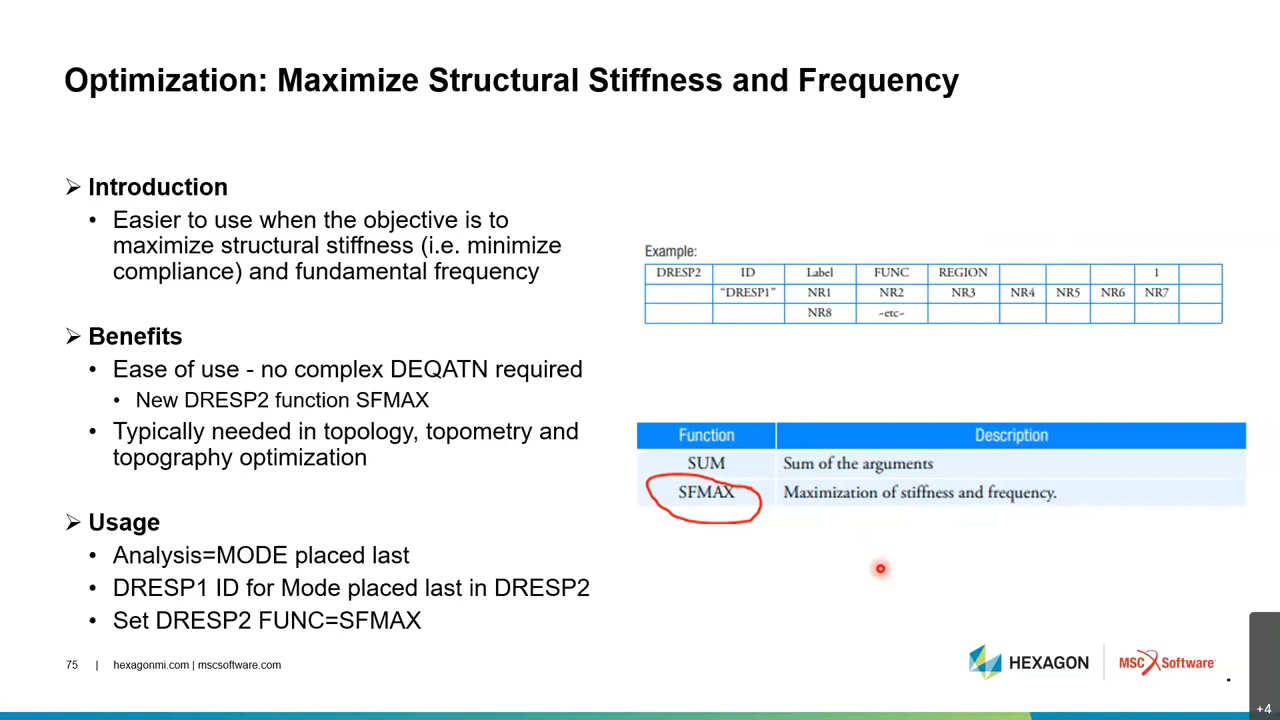 Optimization: Maximize Structural Stiffness and Frequency
➢ Introduction
• Easier to use when the objective is to
maximize structural stiffness (i.e. minimize
compliance) and fundamental frequency
➢ Benefits
• Ease of use - no complex DEQATN required
• New DRESP2 function SFMAX
• Typically needed in topology, topometry and
topography optimization
➢ Usage
• Analysis=MODE placed last
• DRESP1 ID for Mode placed last in DRESP2
• Set DRESP2 FUNC=SFMAX
Example:
DRESP2 ID Label FUNC REGION 1
"DRESP1" NR1 NR2 NR3 NR4 NR5 NR6 NR7
NR8 -etc-
Function Description
SUM Sum of the arguments
SFMAX Maximization of stiffness and frequency.
75 | hexagonmi.com | mscsoftware.com
HEXAGON
MSC Software
+4